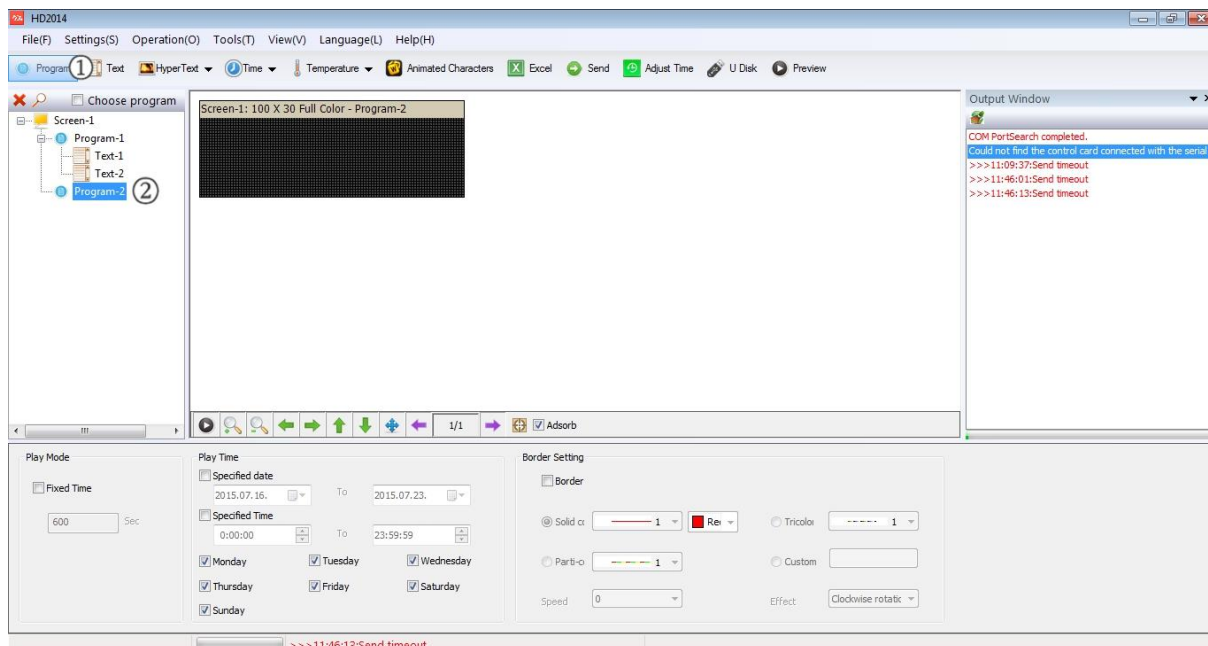 HD2014
File(F) Settings(S) Operation(O) Tools(T) View(V) Language(L) Help(H)
Program 1 Text HyperText Time Temperature Animated Characters Excel Send Adjust Time U Disk Preview
Choose program
Screen-1
Program-1
Text-1
Text-2
Program-2 2
Screen-1: 100 X 30 Full Color - Program-2
1/1 Adsorb
Output Window
COM PortSearch completed.
Could not find the control card connected with the serial
>>>11:09:37:Send timeout
>>>11:46:01:Send timeout
>>>11:46:13:Send timeout
Play Mode
Fixed Time
600 Sec
Play Time
Specified date
2015.07.16. To 2015.07.23.
Specified Time
0:00:00 To 23:59:59
Monday Tuesday Wednesday
Thursday Friday Saturday
Sunday
Border Setting
Border
Solid 1 Tricolo 1
Parti-o 1 Custom
Speed 0 Effect Clockwise rotatic
>>>11:46:13:Send timeout